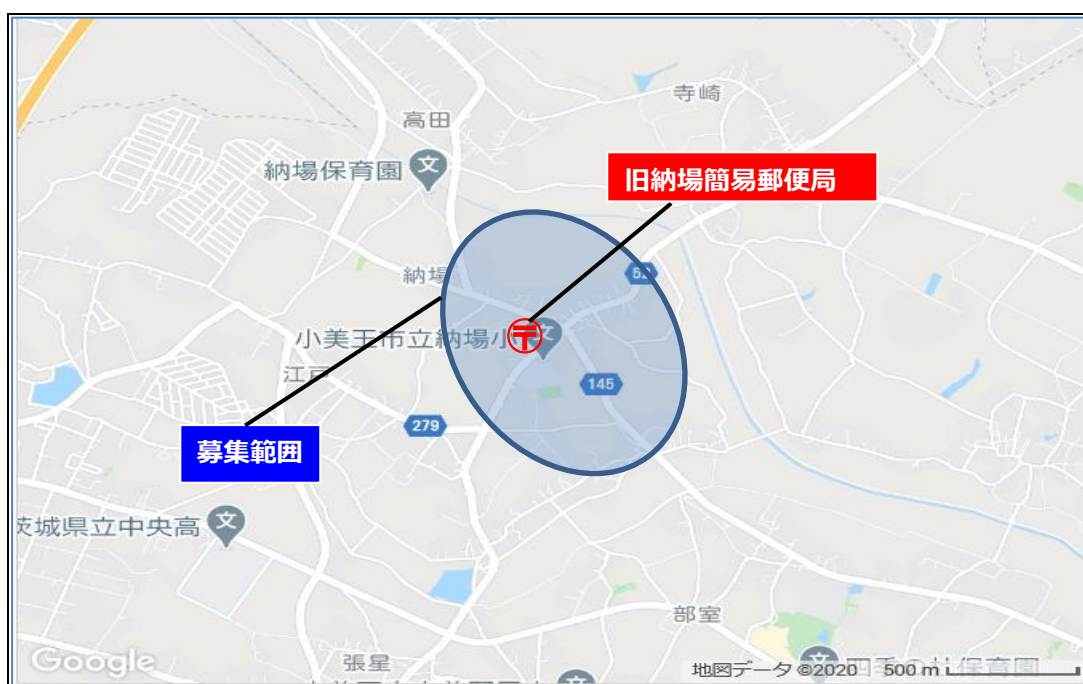 寺崎
高田
納場保育園
旧納場簡易郵便局
納場
52
小美玉市立納場小
江戸
145
279
募集範囲
茨城県立中央高
部室
張星
Google
地図データ ©2020
500 m